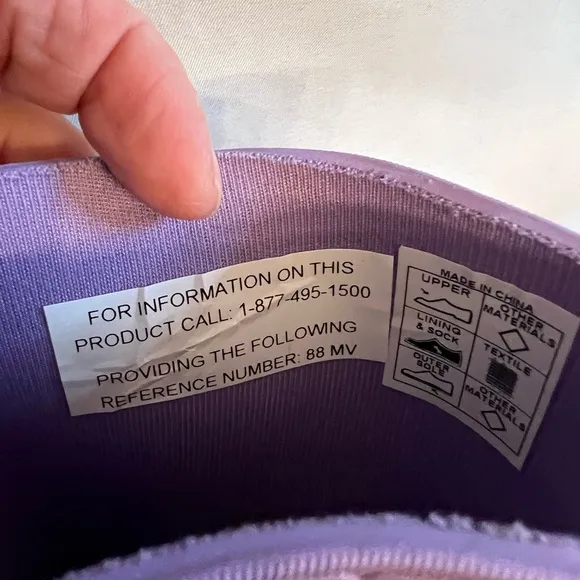 FOR INFORMATION ON THIS
PRODUCT CALL: 1-877-495-1500
PROVIDING THE FOLLOWING
REFERENCE NUMBER: 88 MV
MADE IN CHINA
UPPER
OTHER
MATERIALS
LINING
& SOCK
TEXTILE
OUTER
SOLE
OTHER
MATERIALS